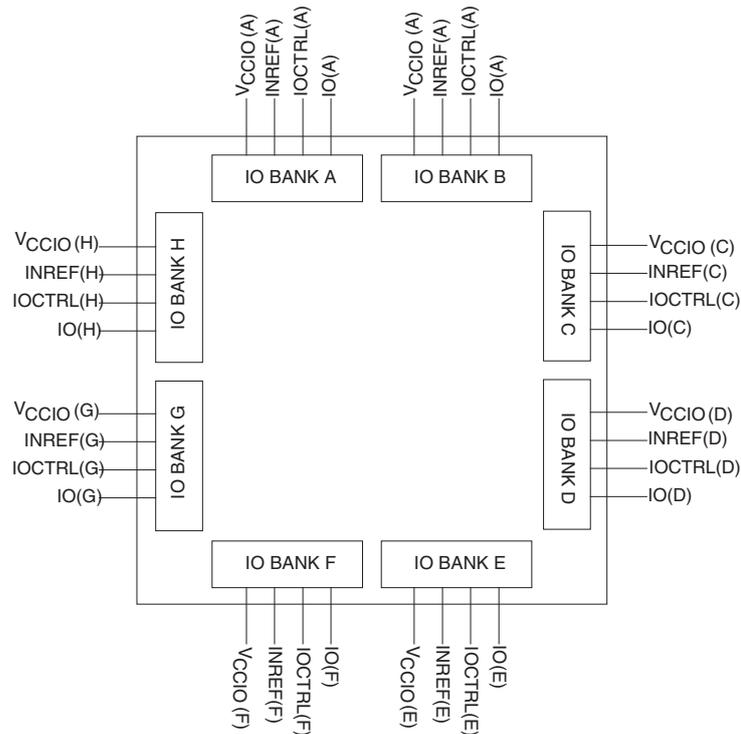 VCCIO(A)
INREF(A)
IOCTRL(A)
IO(A)
VCCIO(A)
INREF(A)
IOCTRL(A)
IO(A)
IO BANK A
IO BANK B
VCCIO(H)
INREF(H)
IOCTRL(H)
IO(H)
IO BANK H
IO BANK C
VCCIO(C)
INREF(C)
IOCTRL(C)
IO(C)
VCCIO(G)
INREF(G)
IOCTRL(G)
IO(G)
IO BANK G
IO BANK D
VCCIO(D)
INREF(D)
IOCTRL(D)
IO(D)
IO BANK F
IO BANK E
VCCIO(F)
INREF(F)
IOCTRL(F)
IO(F)
VCCIO(E)
INREF(E)
IOCTRL(E)
IO(E)